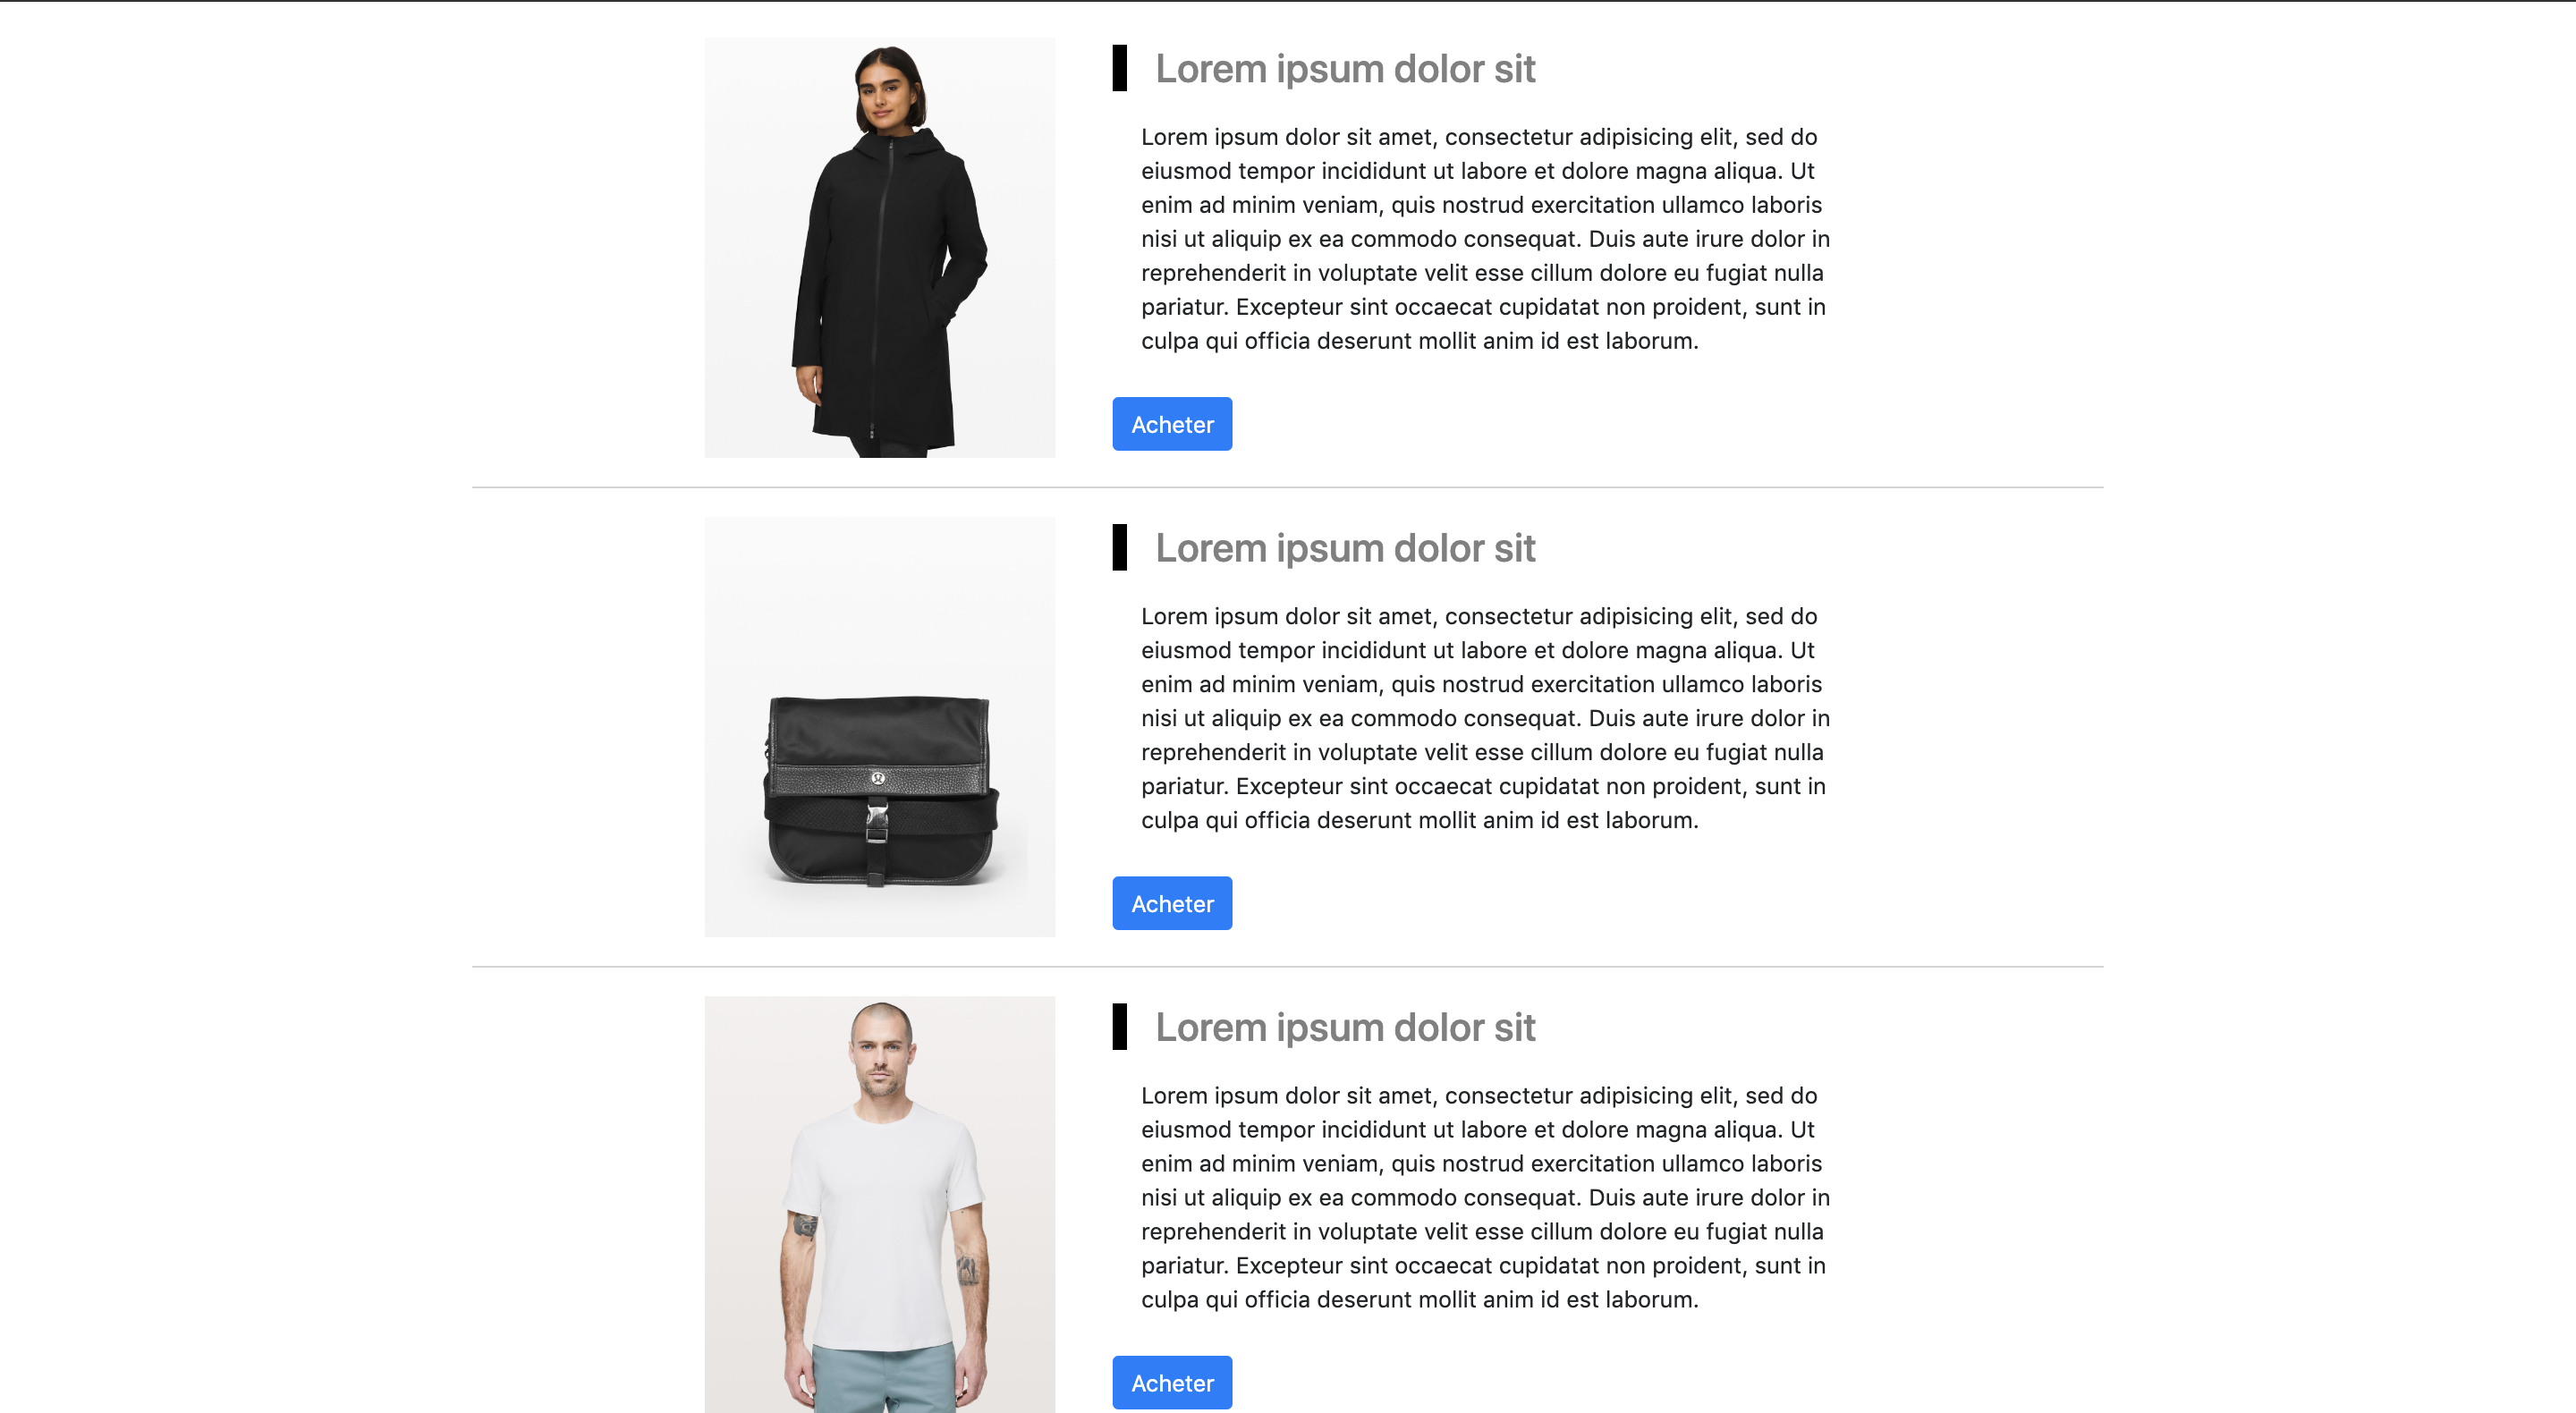 Lorem ipsum dolor sit
Lorem ipsum dolor sit amet, consectetur adipisicing elit, sed do
eiusmod tempor incididunt ut labore et dolore magna aliqua. Ut
enim ad minim veniam, quis nostrud exercitation ullamco laboris
nisi ut aliquip ex ea commodo consequat. Duis aute irure dolor in
reprehenderit in voluptate velit esse cillum dolore eu fugiat nulla
pariatur. Excepteur sint occaecat cupidatat non proident, sunt in
culpa qui officia deserunt mollit anim id est laborum.
Acheter
Lorem ipsum dolor sit
Lorem ipsum dolor sit amet, consectetur adipisicing elit, sed do
eiusmod tempor incididunt ut labore et dolore magna aliqua. Ut
enim ad minim veniam, quis nostrud exercitation ullamco laboris
nisi ut aliquip ex ea commodo consequat. Duis aute irure dolor in
reprehenderit in voluptate velit esse cillum dolore eu fugiat nulla
pariatur. Excepteur sint occaecat cupidatat non proident, sunt in
culpa qui officia deserunt mollit anim id est laborum.
Acheter
Lorem ipsum dolor sit
Lorem ipsum dolor sit amet, consectetur adipisicing elit, sed do
eiusmod tempor incididunt ut labore et dolore magna aliqua. Ut
enim ad minim veniam, quis nostrud exercitation ullamco laboris
nisi ut aliquip ex ea commodo consequat. Duis aute irure dolor in
reprehenderit in voluptate velit esse cillum dolore eu fugiat nulla
pariatur. Excepteur sint occaecat cupidatat non proident, sunt in
culpa qui officia deserunt mollit anim id est laborum.
Acheter